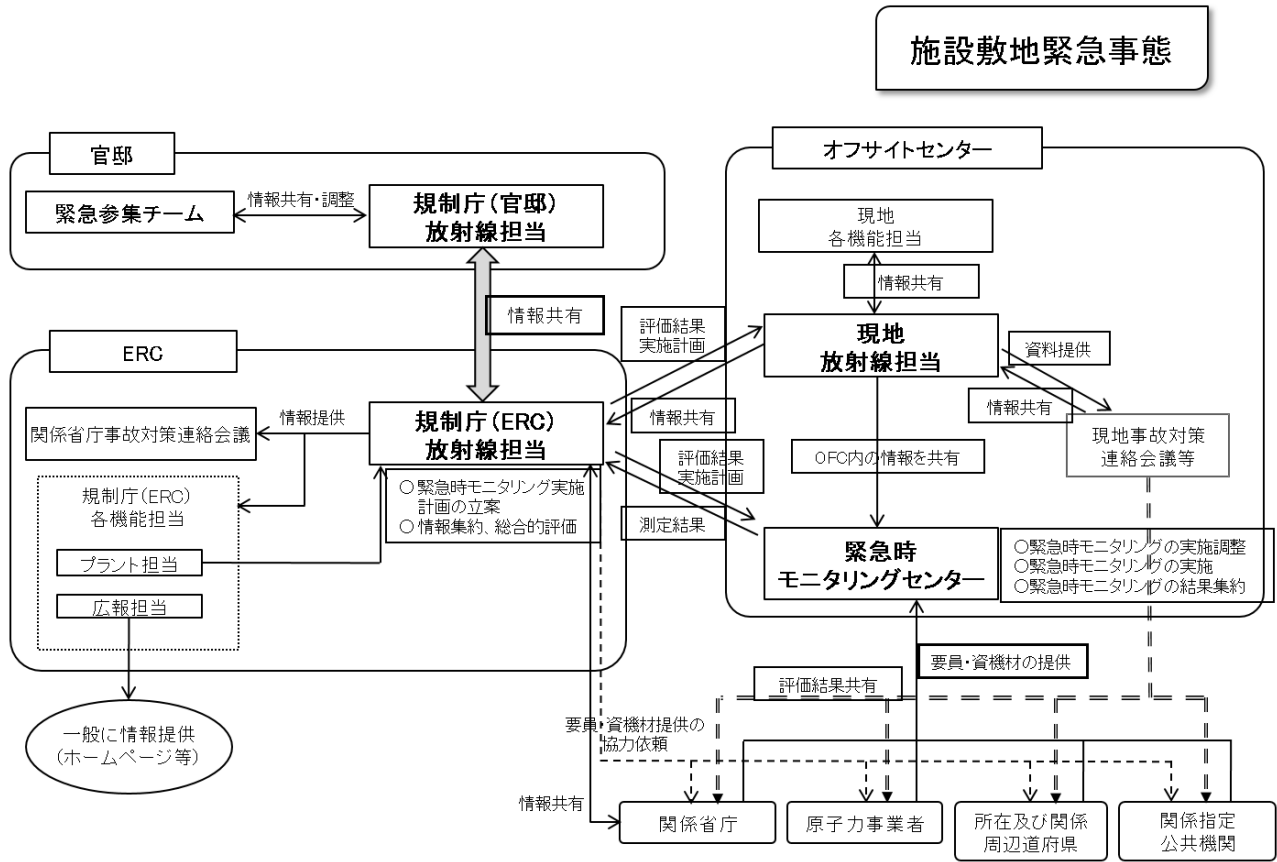 施設敷地緊急事態
官邸
緊急参集チーム
情報共有・調整
規制庁（官邸）
放射線担当
情報共有
ERC
関係省庁事故対策連絡会議
情報提供
規制庁（ERC）
放射線担当
○緊急時モニタリング実施
計画の立案
○情報集約、総合的評価
規制庁（ERC）
各機能担当
プラント担当
広報担当
一般に情報提供
（ホームページ等）
評価結果
実施計画
情報共有
評価結果
実施計画
測定結果
オフサイトセンター
現地
各機能担当
情報共有
現地
放射線担当
資料提供
情報共有
現地事故対策
連絡会議等
OFC内の情報を共有
緊急時
モニタリングセンター
○緊急時モニタリングの実施調整
○緊急時モニタリングの実施
○緊急時モニタリングの結果集約
要員・資機材の提供
評価結果共有
要員・資機材提供の
協力依頼
情報共有
関係省庁
原子力事業者
所在及び関係
周辺道府県
関係指定
公共機関